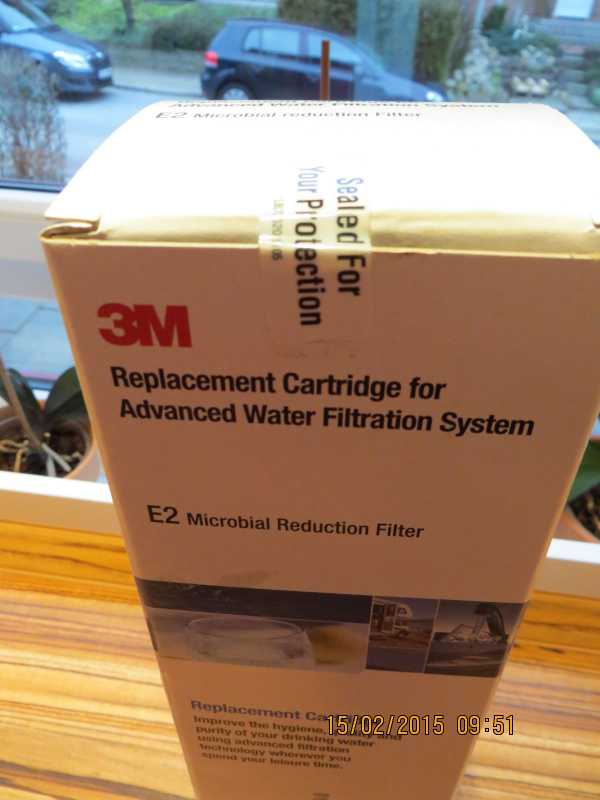 Advanced Water Filtration System
E2 Microbial reduction Filter
Sealed For
Your Protection
3M
Replacement Cartridge for
Advanced Water Filtration System
E2 Microbial Reduction Filter
Replacement
Improve the hygiene, and
purity of your drinking water
using advanced filtration
technology wherever you
spend your leisure time.
15/02/2015 09:51